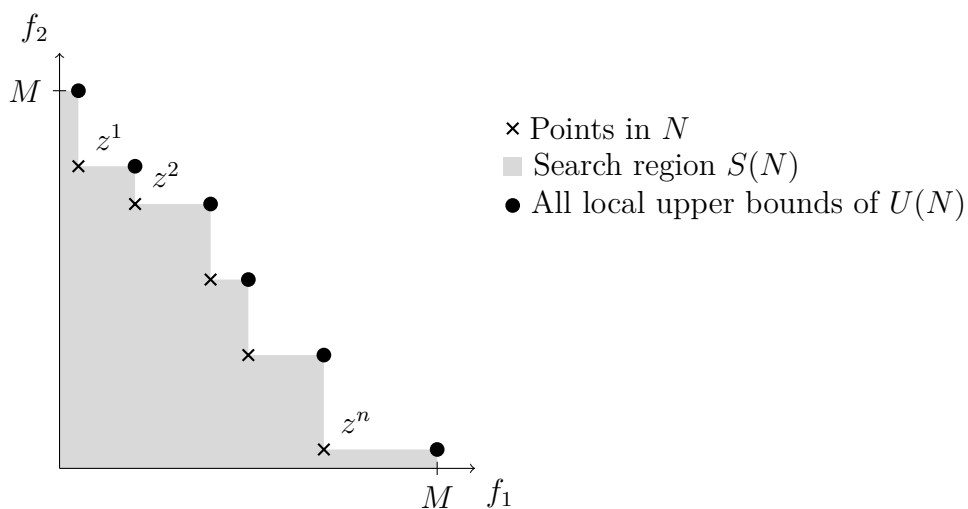 f₂
M
z¹
z²
× Points in N
Search region S(N)
All local upper bounds of U(N)
zⁿ
M
f₁